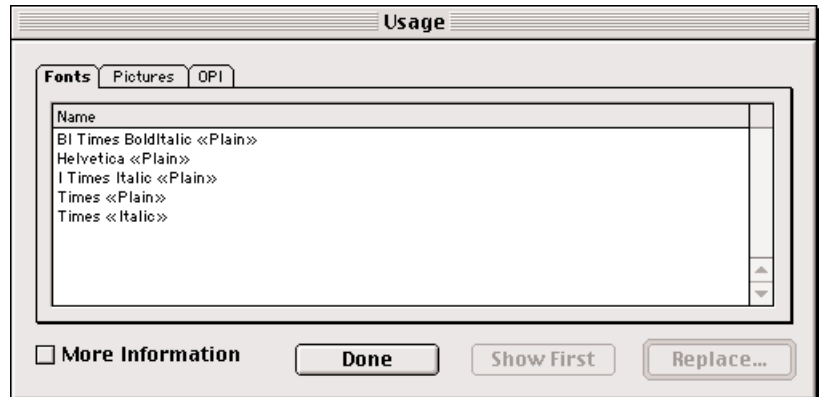 Usage
Fonts Pictures OPI
Name
BI Times BoldItalic «Plain»
Helvetica «Plain»
I Times Italic «Plain»
Times «Plain»
Times «Italic»
More Information Done Show First Replace...